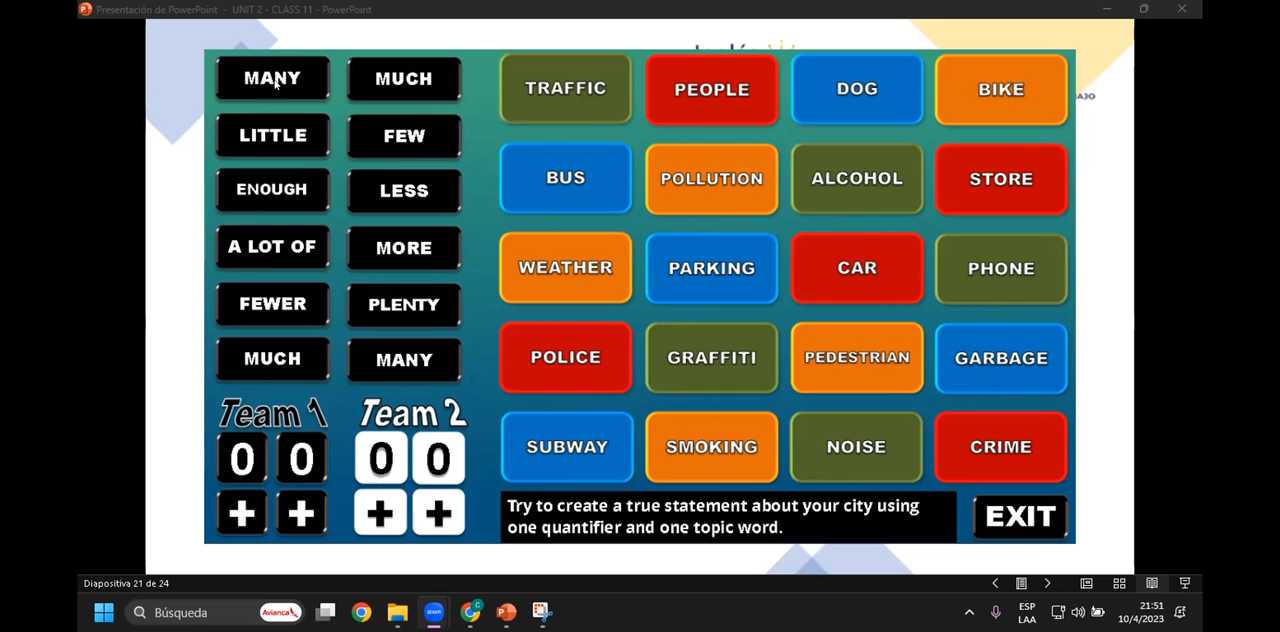 Presentación de PowerPoint - UNIT 2 - CLASS 11 - PowerPoint
MANY MUCH
LITTLE FEW
ENOUGH LESS
A LOT OF MORE
FEWER PLENTY
MUCH MANY
Team 1 Team 2
0 0 0 0
+ + + +
TRAFFIC PEOPLE DOG BIKE
BUS POLLUTION ALCOHOL STORE
WEATHER PARKING CAR PHONE
POLICE GRAFFITI PEDESTRIAN GARBAGE
SUBWAY SMOKING NOISE CRIME
Try to create a true statement about your city using
one quantifier and one topic word.
EXIT
Diapositiva 21 de 24
Búsqueda
Avianca
zoom
ESP
LAA
21:51
10/4/2023